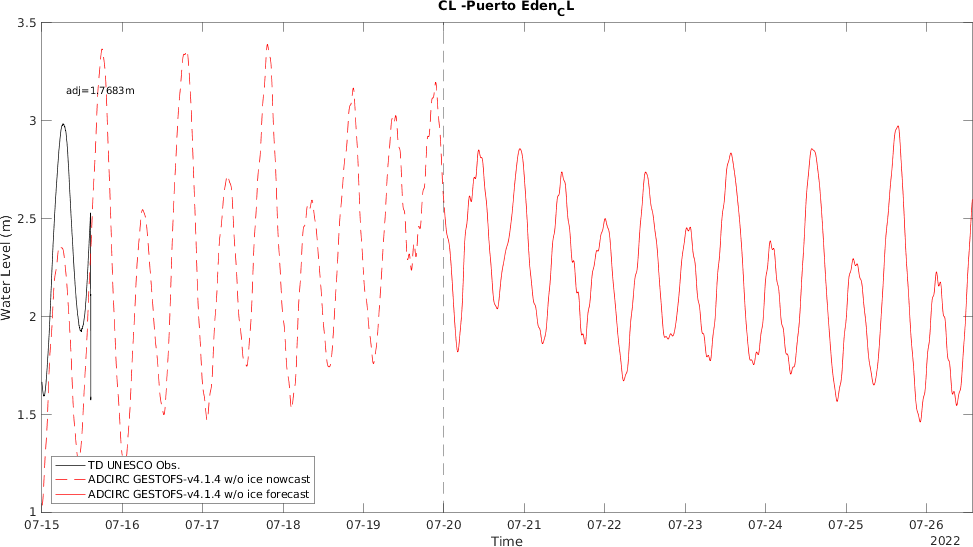 CL -Puerto Eden_CL
adj=1.7683m
3.5
3
2.5
2
1.5
1
Water Level (m)
TD UNESCO Obs.
ADCIRC GESTOFS-v4.1.4 w/o ice nowcast
ADCIRC GESTOFS-v4.1.4 w/o ice forecast
07-15 07-16 07-17 07-18 07-19 07-20 07-21 07-22 07-23 07-24 07-25 07-26
Time
2022